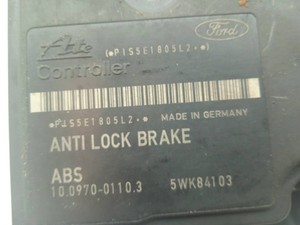 Ate (*P1S5E1805L2*) Ford
Controller
*P1S5E1805L2* MADE IN GERMANY
ANTI LOCK BRAKE
ABS
10.0970-0110.3 5WK84103